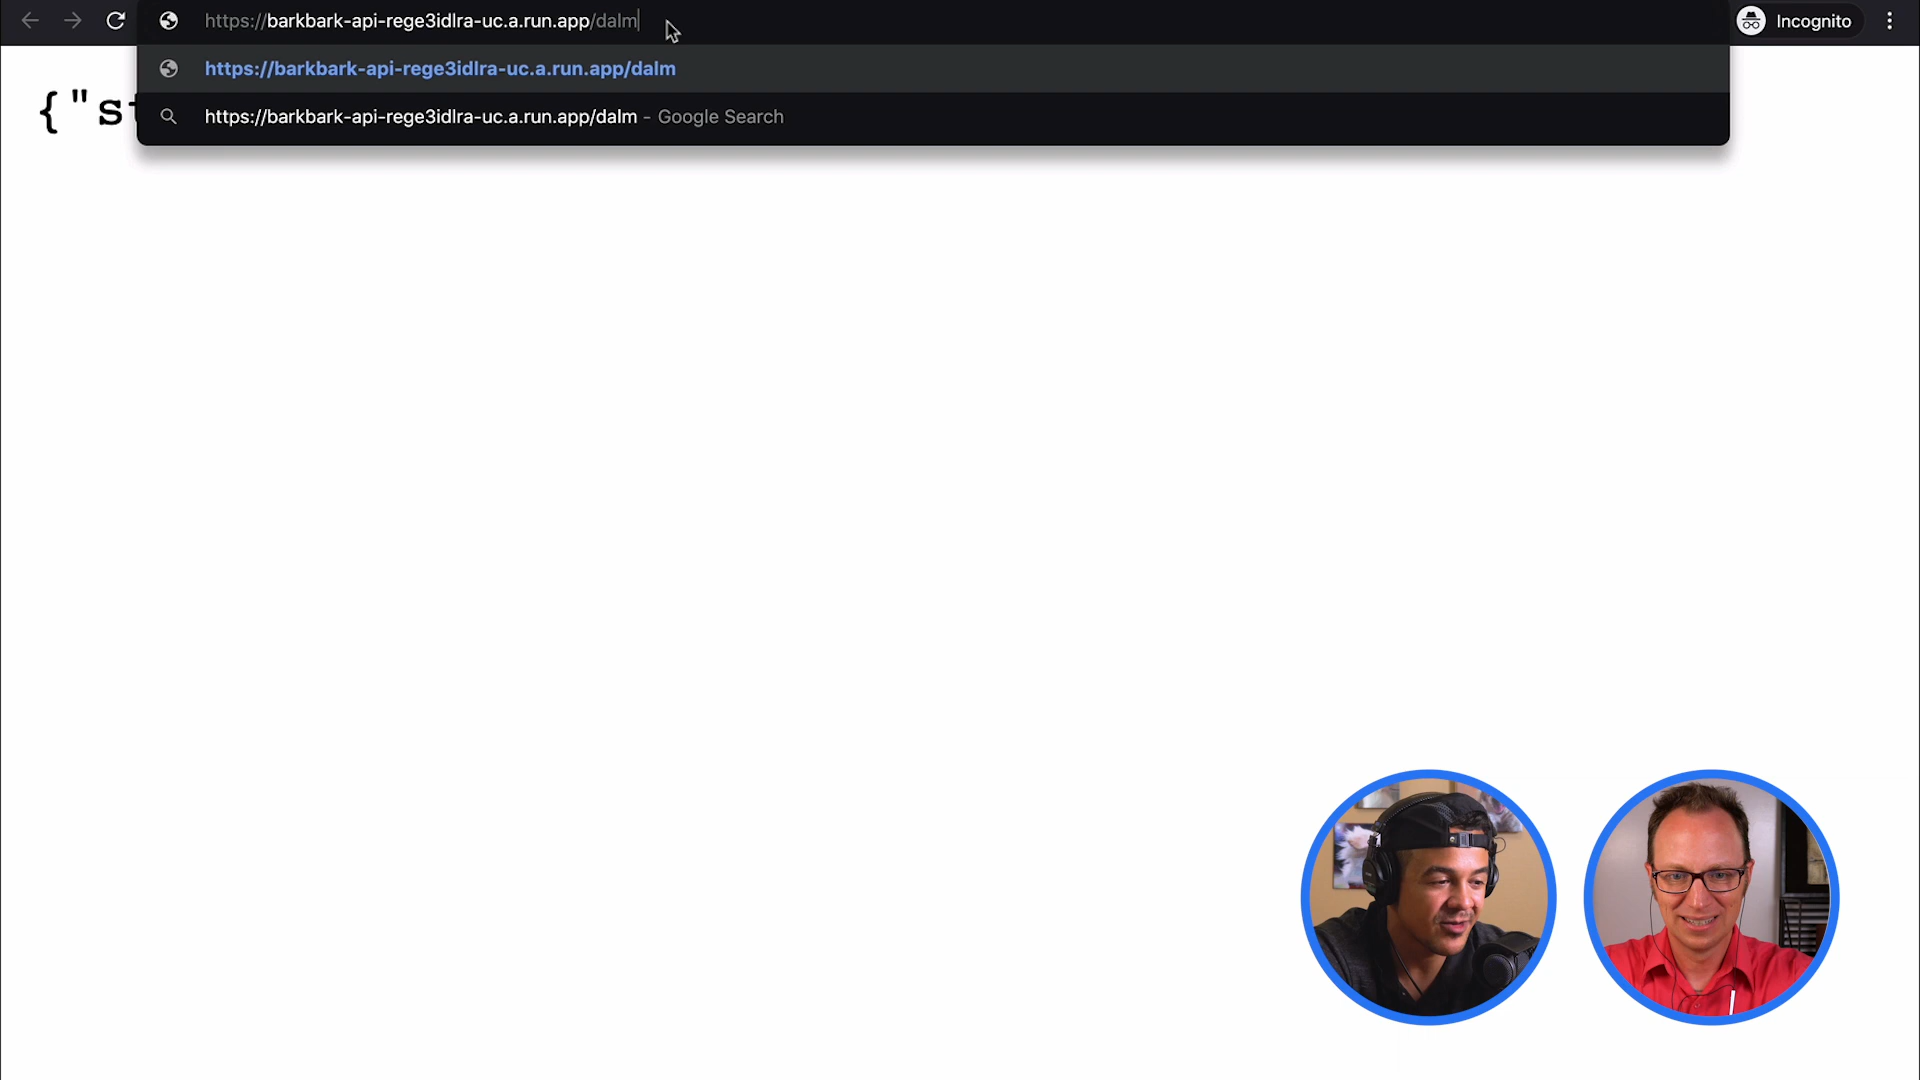 https://barkbark-api-rege3idlra-uc.a.run.app/dalm
Incognito
https://barkbark-api-rege3idlra-uc.a.run.app/dalm
{"s
https://barkbark-api-rege3idlra-uc.a.run.app/dalm - Google Search